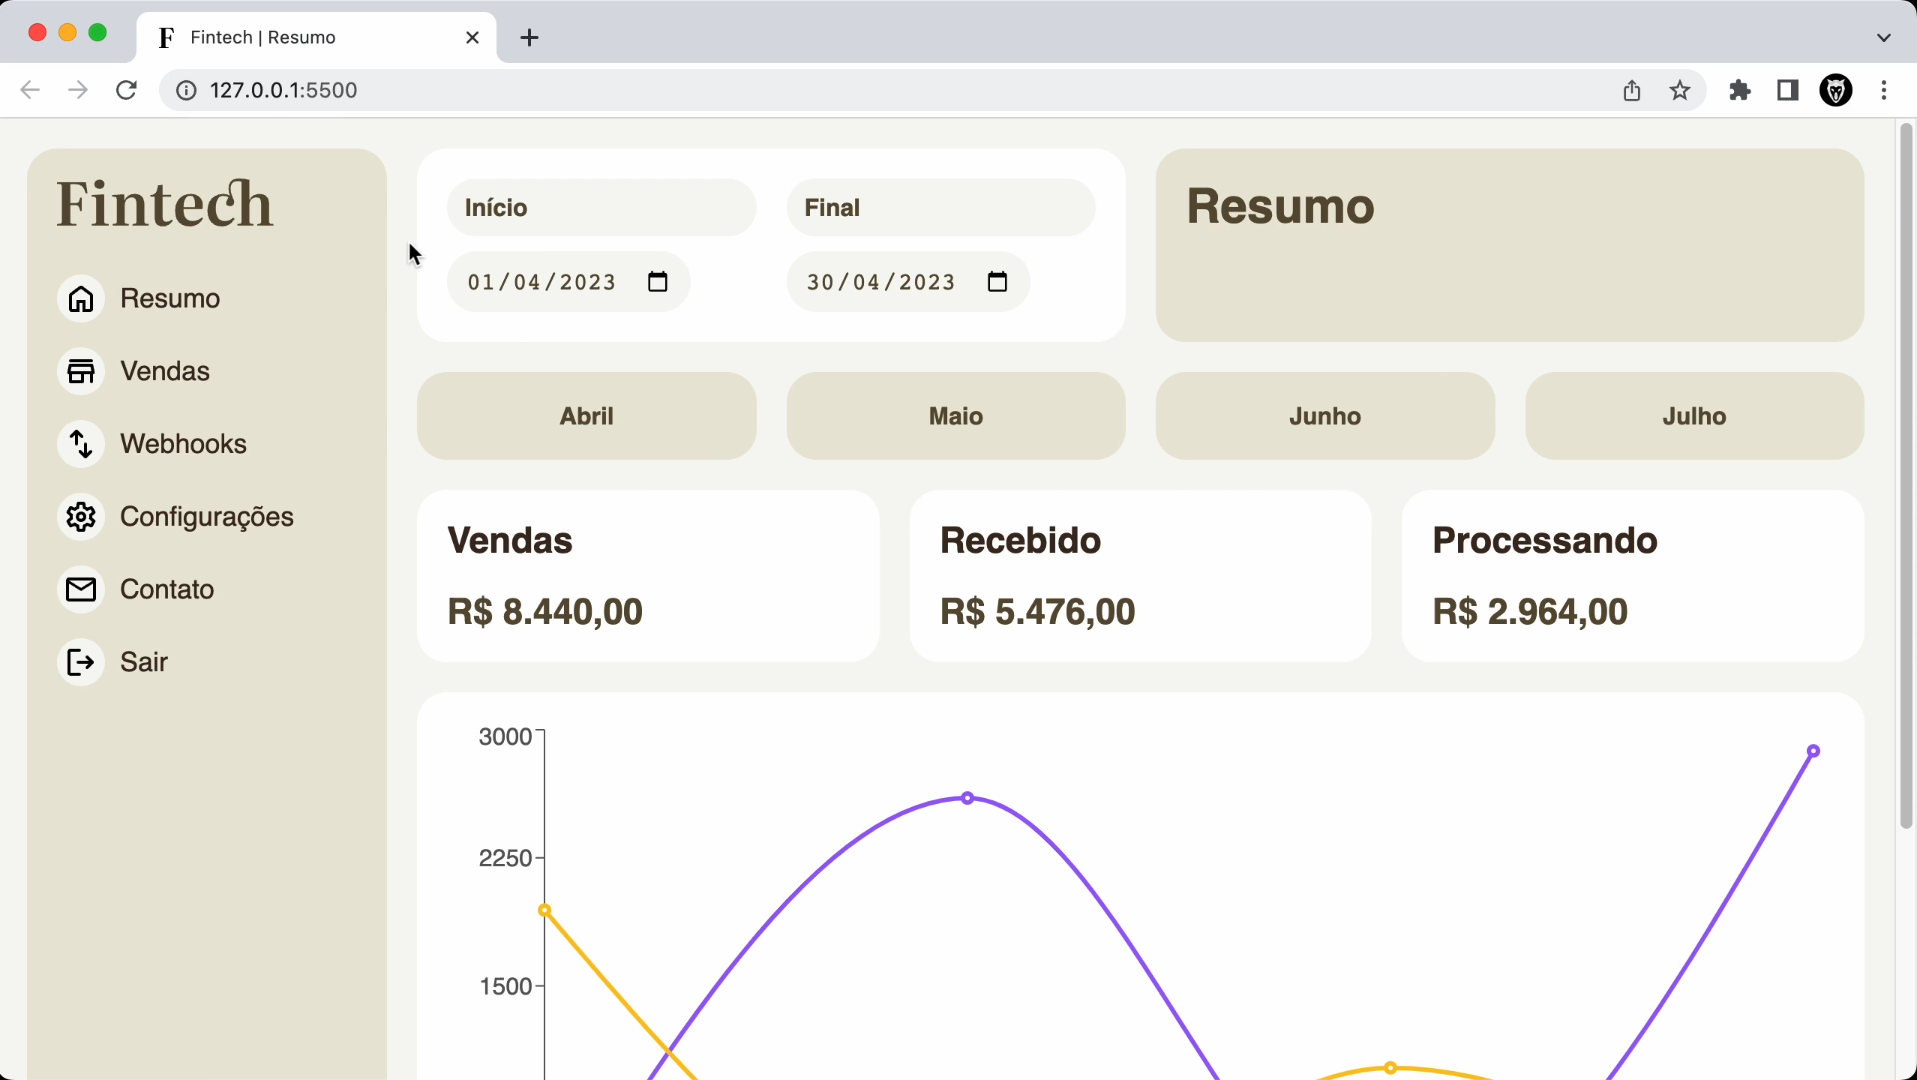 F Fintech | Resumo
127.0.0.1:5500
Fintech
Resumo
Vendas
Webhooks
Configurações
Contato
Sair
Início
Final
01/04/2023
30/04/2023
Resumo
Abril
Maio
Junho
Julho
Vendas
R$ 8.440,00
Recebido
R$ 5.476,00
Processando
R$ 2.964,00
3000
2250
1500